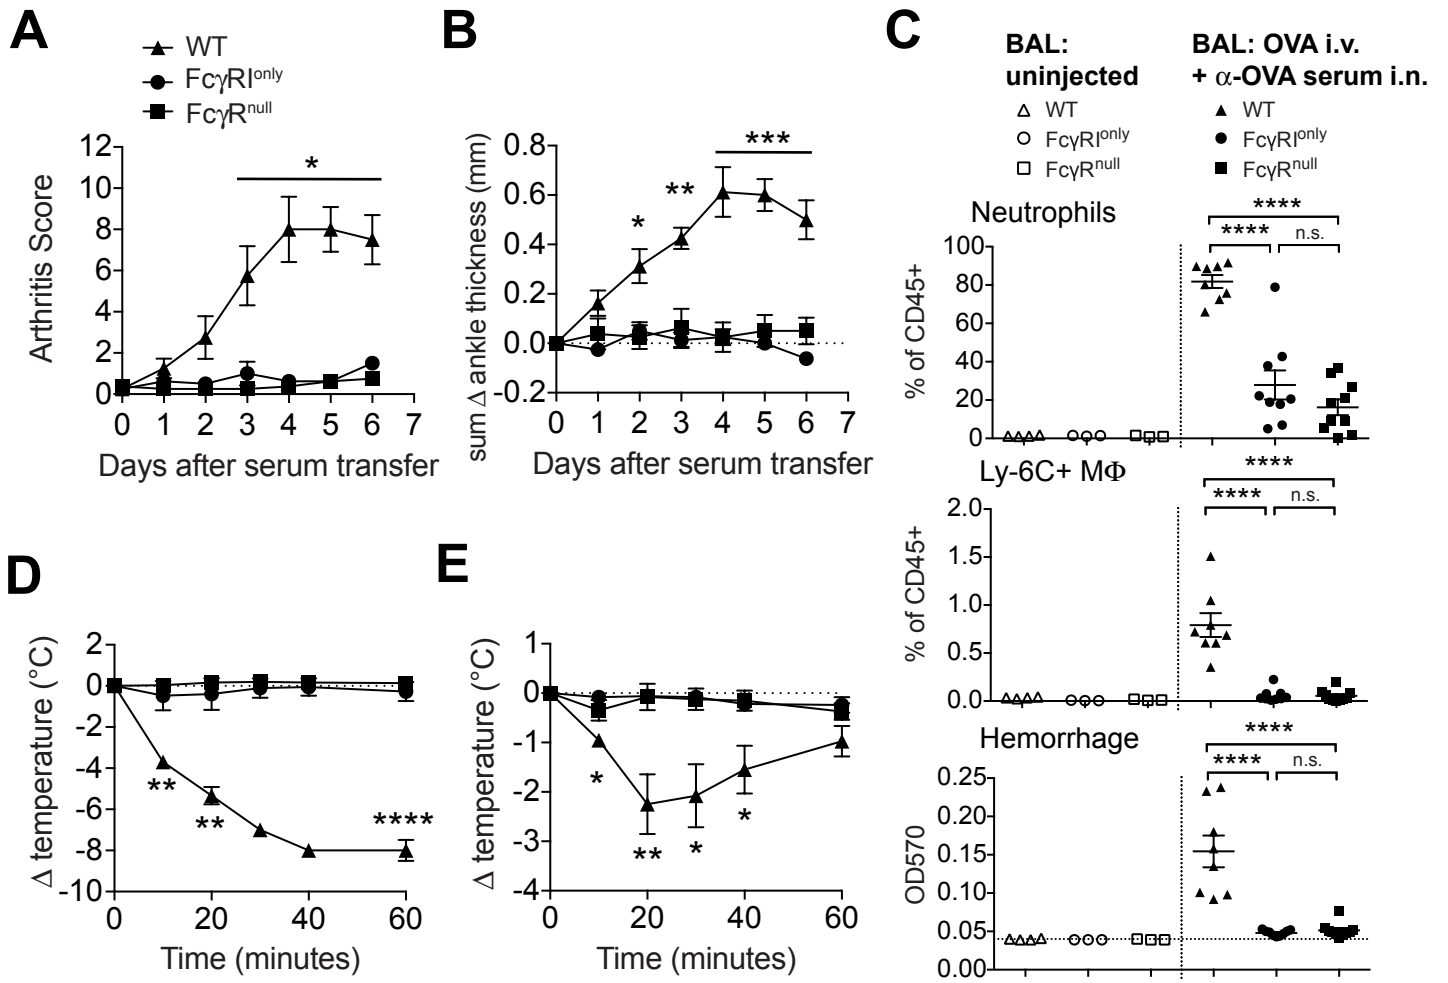 A
WT
FcγRI^only
FcγR^null
12
10
8
6
4
2
0
Arthritis Score
*
0 1 2 3 4 5 6 7
Days after serum transfer
B
0.8
0.6
0.4
0.2
0.0
-0.2
sum Δ ankle thickness (mm)
*
**
***
0 1 2 3 4 5 6 7
Days after serum transfer
C
BAL:
uninjected
WT
FcγRI^only
FcγR^null
BAL: OVA i.v.
+ α-OVA serum i.n.
WT
FcγRI^only
FcγR^null
Neutrophils
****
****
n.s.
100
80
60
40
20
0
% of CD45+
Ly-6C+ MΦ
****
****
n.s.
2.0
1.5
1.0
0.5
0.0
% of CD45+
Hemorrhage
****
****
n.s.
0.25
0.20
0.15
0.10
0.05
0.00
OD570
D
2
0
-2
-4
-6
-8
-10
Δ temperature (°C)
**
**
****
0 20 40 60
Time (minutes)
E
1
0
-1
-2
-3
-4
Δ temperature (°C)
*
**
*
*
0 20 40 60
Time (minutes)